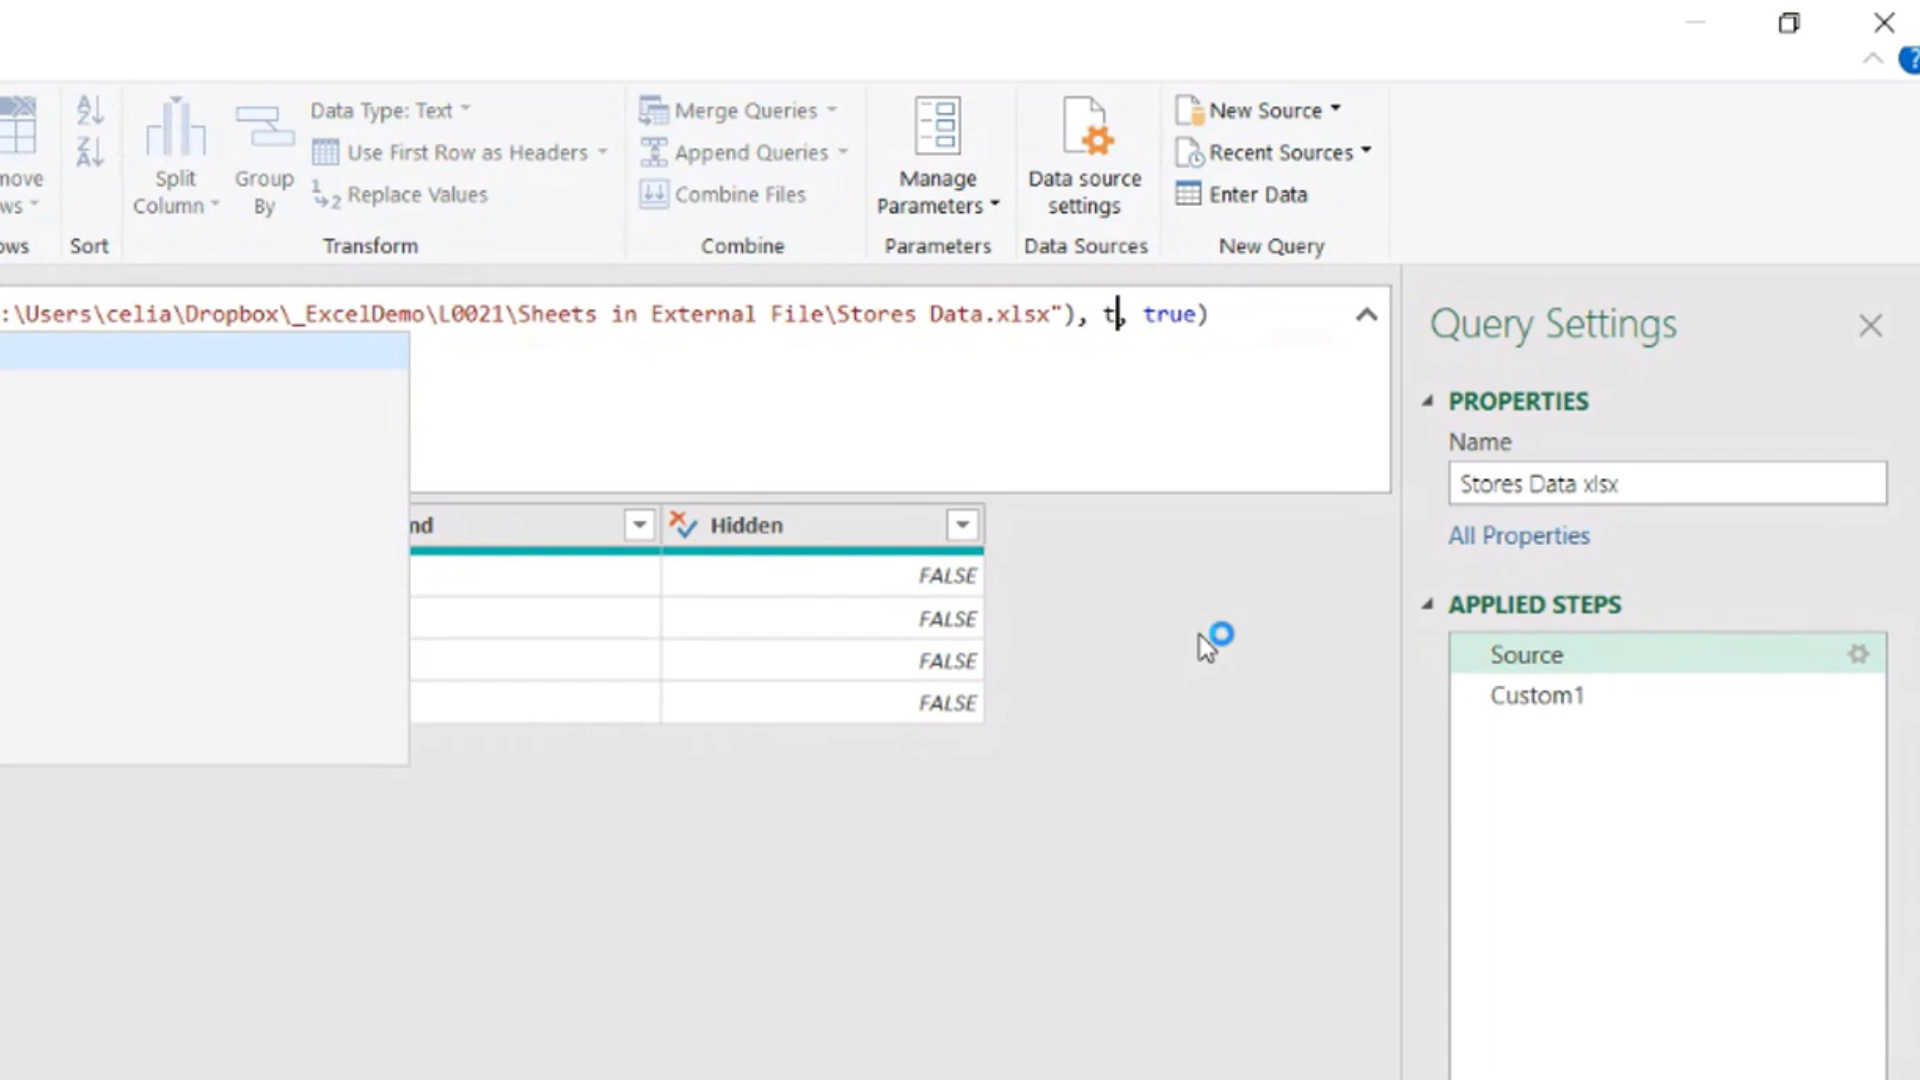 Data Type: Text
Merge Queries
New Source
Use First Row as Headers
Append Queries
Recent Sources
move
Split
Group
Replace Values
Combine Files
Manage
Data source
Enter Data
ws
Column
By
Parameters
settings
ows
Sort
Transform
Combine
Parameters
Data Sources
New Query
:\Users\celia\Dropbox\_ExcelDemo\L0021\Sheets in External File\Stores Data.xlsx"), t, true)
Query Settings
PROPERTIES
Name
Stores Data xlsx
All Properties
nd
Hidden
FALSE
FALSE
FALSE
FALSE
APPLIED STEPS
Source
Custom1